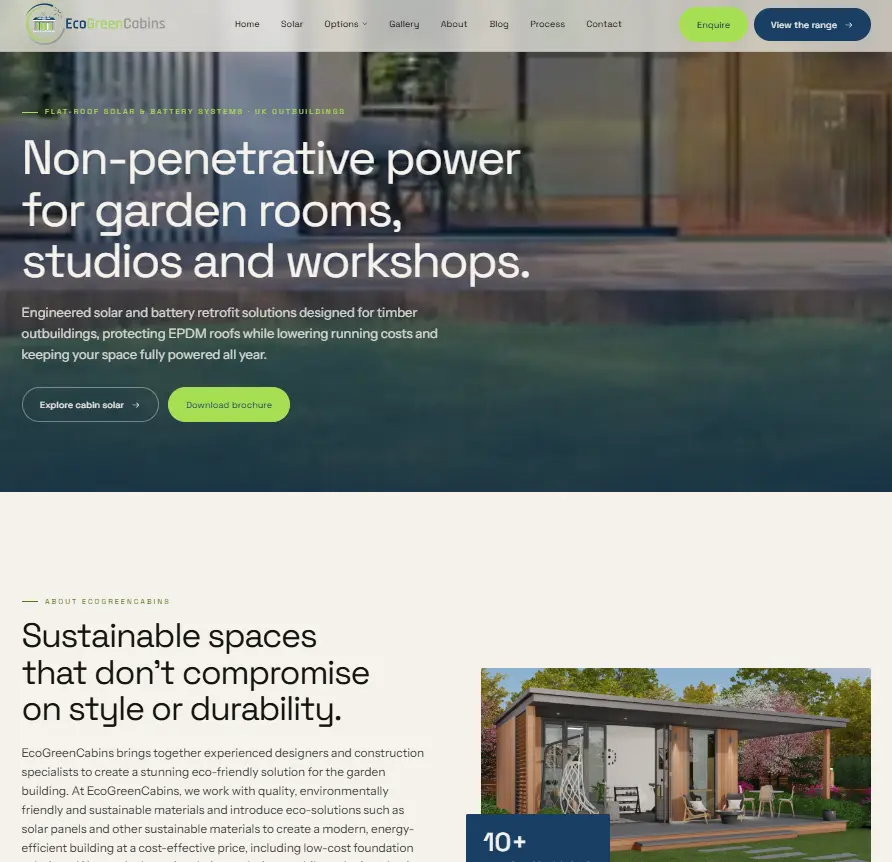 EcoGreenCabins
Home
Solar
Options
Gallery
About
Blog
Process
Contact
Enquire
View the range →
FLAT-ROOF SOLAR & BATTERY SYSTEMS · UK OUTBUILDINGS
Non-penetrative power
for garden rooms,
studios and workshops.
Engineered solar and battery retrofit solutions designed for timber
outbuildings, protecting EPDM roofs while lowering running costs and
keeping your space fully powered all year.
Explore cabin solar →
Download brochure
ABOUT ECOGREENCABINS
Sustainable spaces
that don't compromise
on style or durability.
EcoGreenCabins brings together experienced designers and construction
specialists to create a stunning eco-friendly solution for the garden
building. At EcoGreenCabins, we work with quality, environmentally
friendly and sustainable materials and introduce eco-solutions such as
solar panels and other sustainable materials to create a modern, energy-
efficient building at a cost-effective price, including low-cost foundation
10+